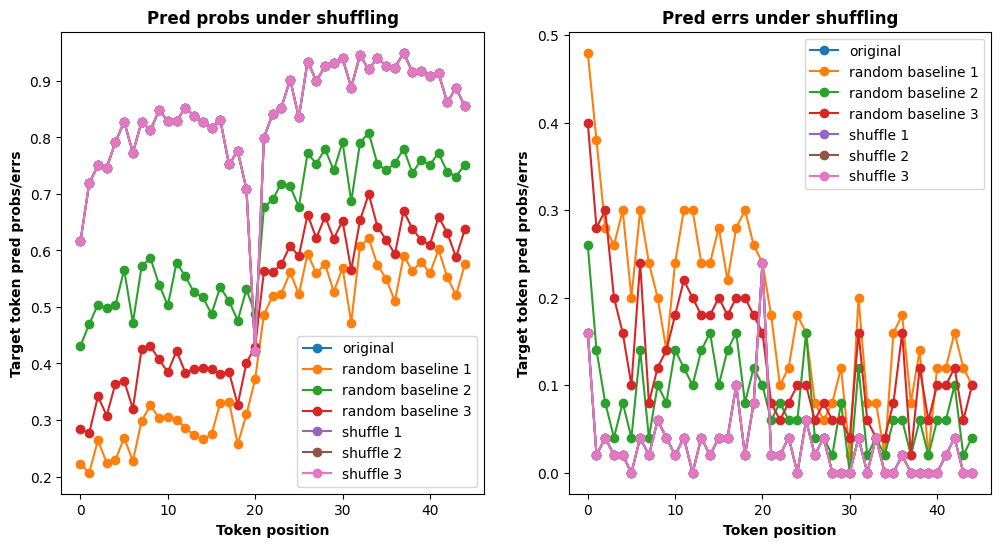 Pred probs under shuffling
Target token pred probs/errs
0.9
0.8
0.7
0.6
0.5
0.4
0.3
0.2
original
random baseline 1
random baseline 2
random baseline 3
shuffle 1
shuffle 2
shuffle 3
0
10
20
30
40
Token position
Pred errs under shuffling
Target token pred probs/errs
0.5
0.4
0.3
0.2
0.1
0.0
original
random baseline 1
random baseline 2
random baseline 3
shuffle 1
shuffle 2
shuffle 3
0
10
20
30
40
Token position